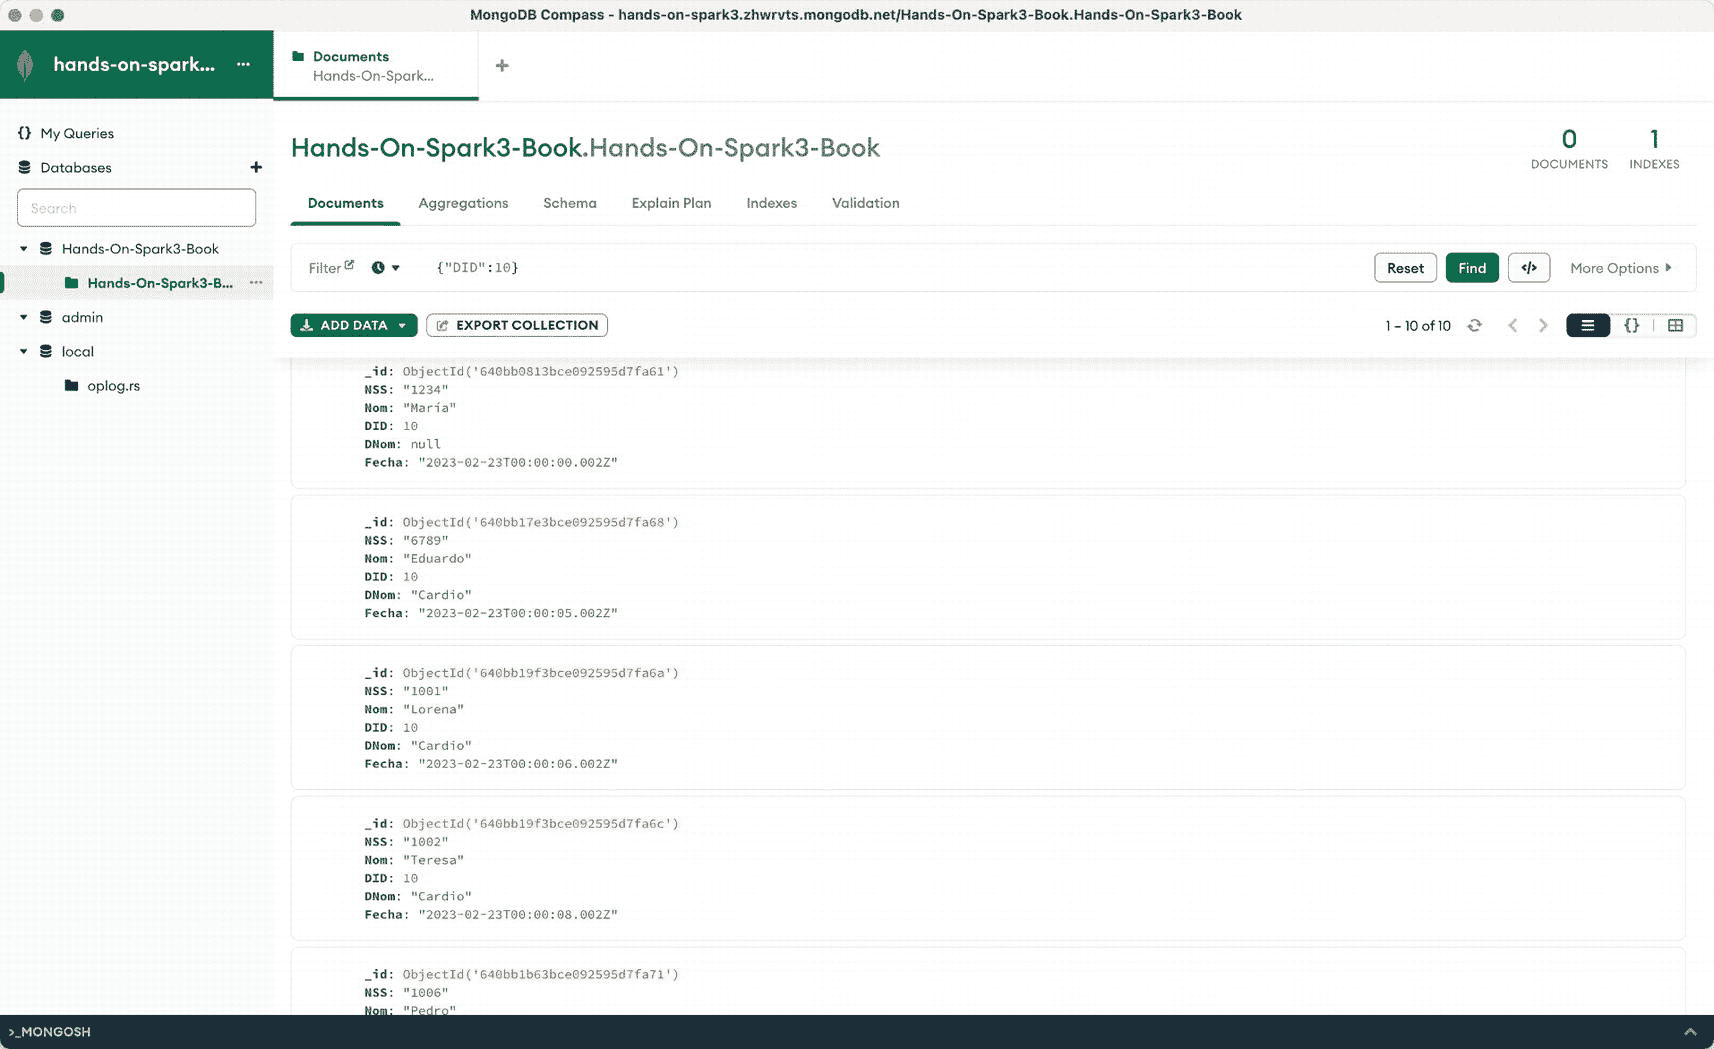 MongoDB Compass - hands-on-spark3.zhwrvts.mongodb.net/Hands-On-Spark3-Book.Hands-On-Spark3-Book
hands-on-spark...
Documents
Hands-On-Spark...
My Queries
Databases
Search
Hands-On-Spark3-Book
Hands-On-Spark3-B...
admin
local
oplog.rs
Hands-On-Spark3-Book.Hands-On-Spark3-Book
0
DOCUMENTS
1
INDEXES
Documents Aggregations Schema Explain Plan Indexes Validation
Filter {"DID":10} Reset Find </> More Options
ADD DATA EXPORT COLLECTION 1 – 10 of 10 {}
_id: ObjectId('640bb0813bce092595d7fa61')
NSS: "1234"
Nom: "María"
DID: 10
DNom: null
Fecha: "2023-02-23T00:00:00.002Z"
_id: ObjectId('640bb17e3bce092595d7fa68')
NSS: "6789"
Nom: "Eduardo"
DID: 10
DNom: "Cardio"
Fecha: "2023-02-23T00:00:05.002Z"
_id: ObjectId('640bb19f3bce092595d7fa6a')
NSS: "1001"
Nom: "Lorena"
DID: 10
DNom: "Cardio"
Fecha: "2023-02-23T00:00:06.002Z"
_id: ObjectId('640bb19f3bce092595d7fa6c')
NSS: "1002"
Nom: "Teresa"
DID: 10
DNom: "Cardio"
Fecha: "2023-02-23T00:00:08.002Z"
_id: ObjectId('640bb1b63bce092595d7fa71')
NSS: "1006"
Nom: "Pedro"
>_MONGOSH